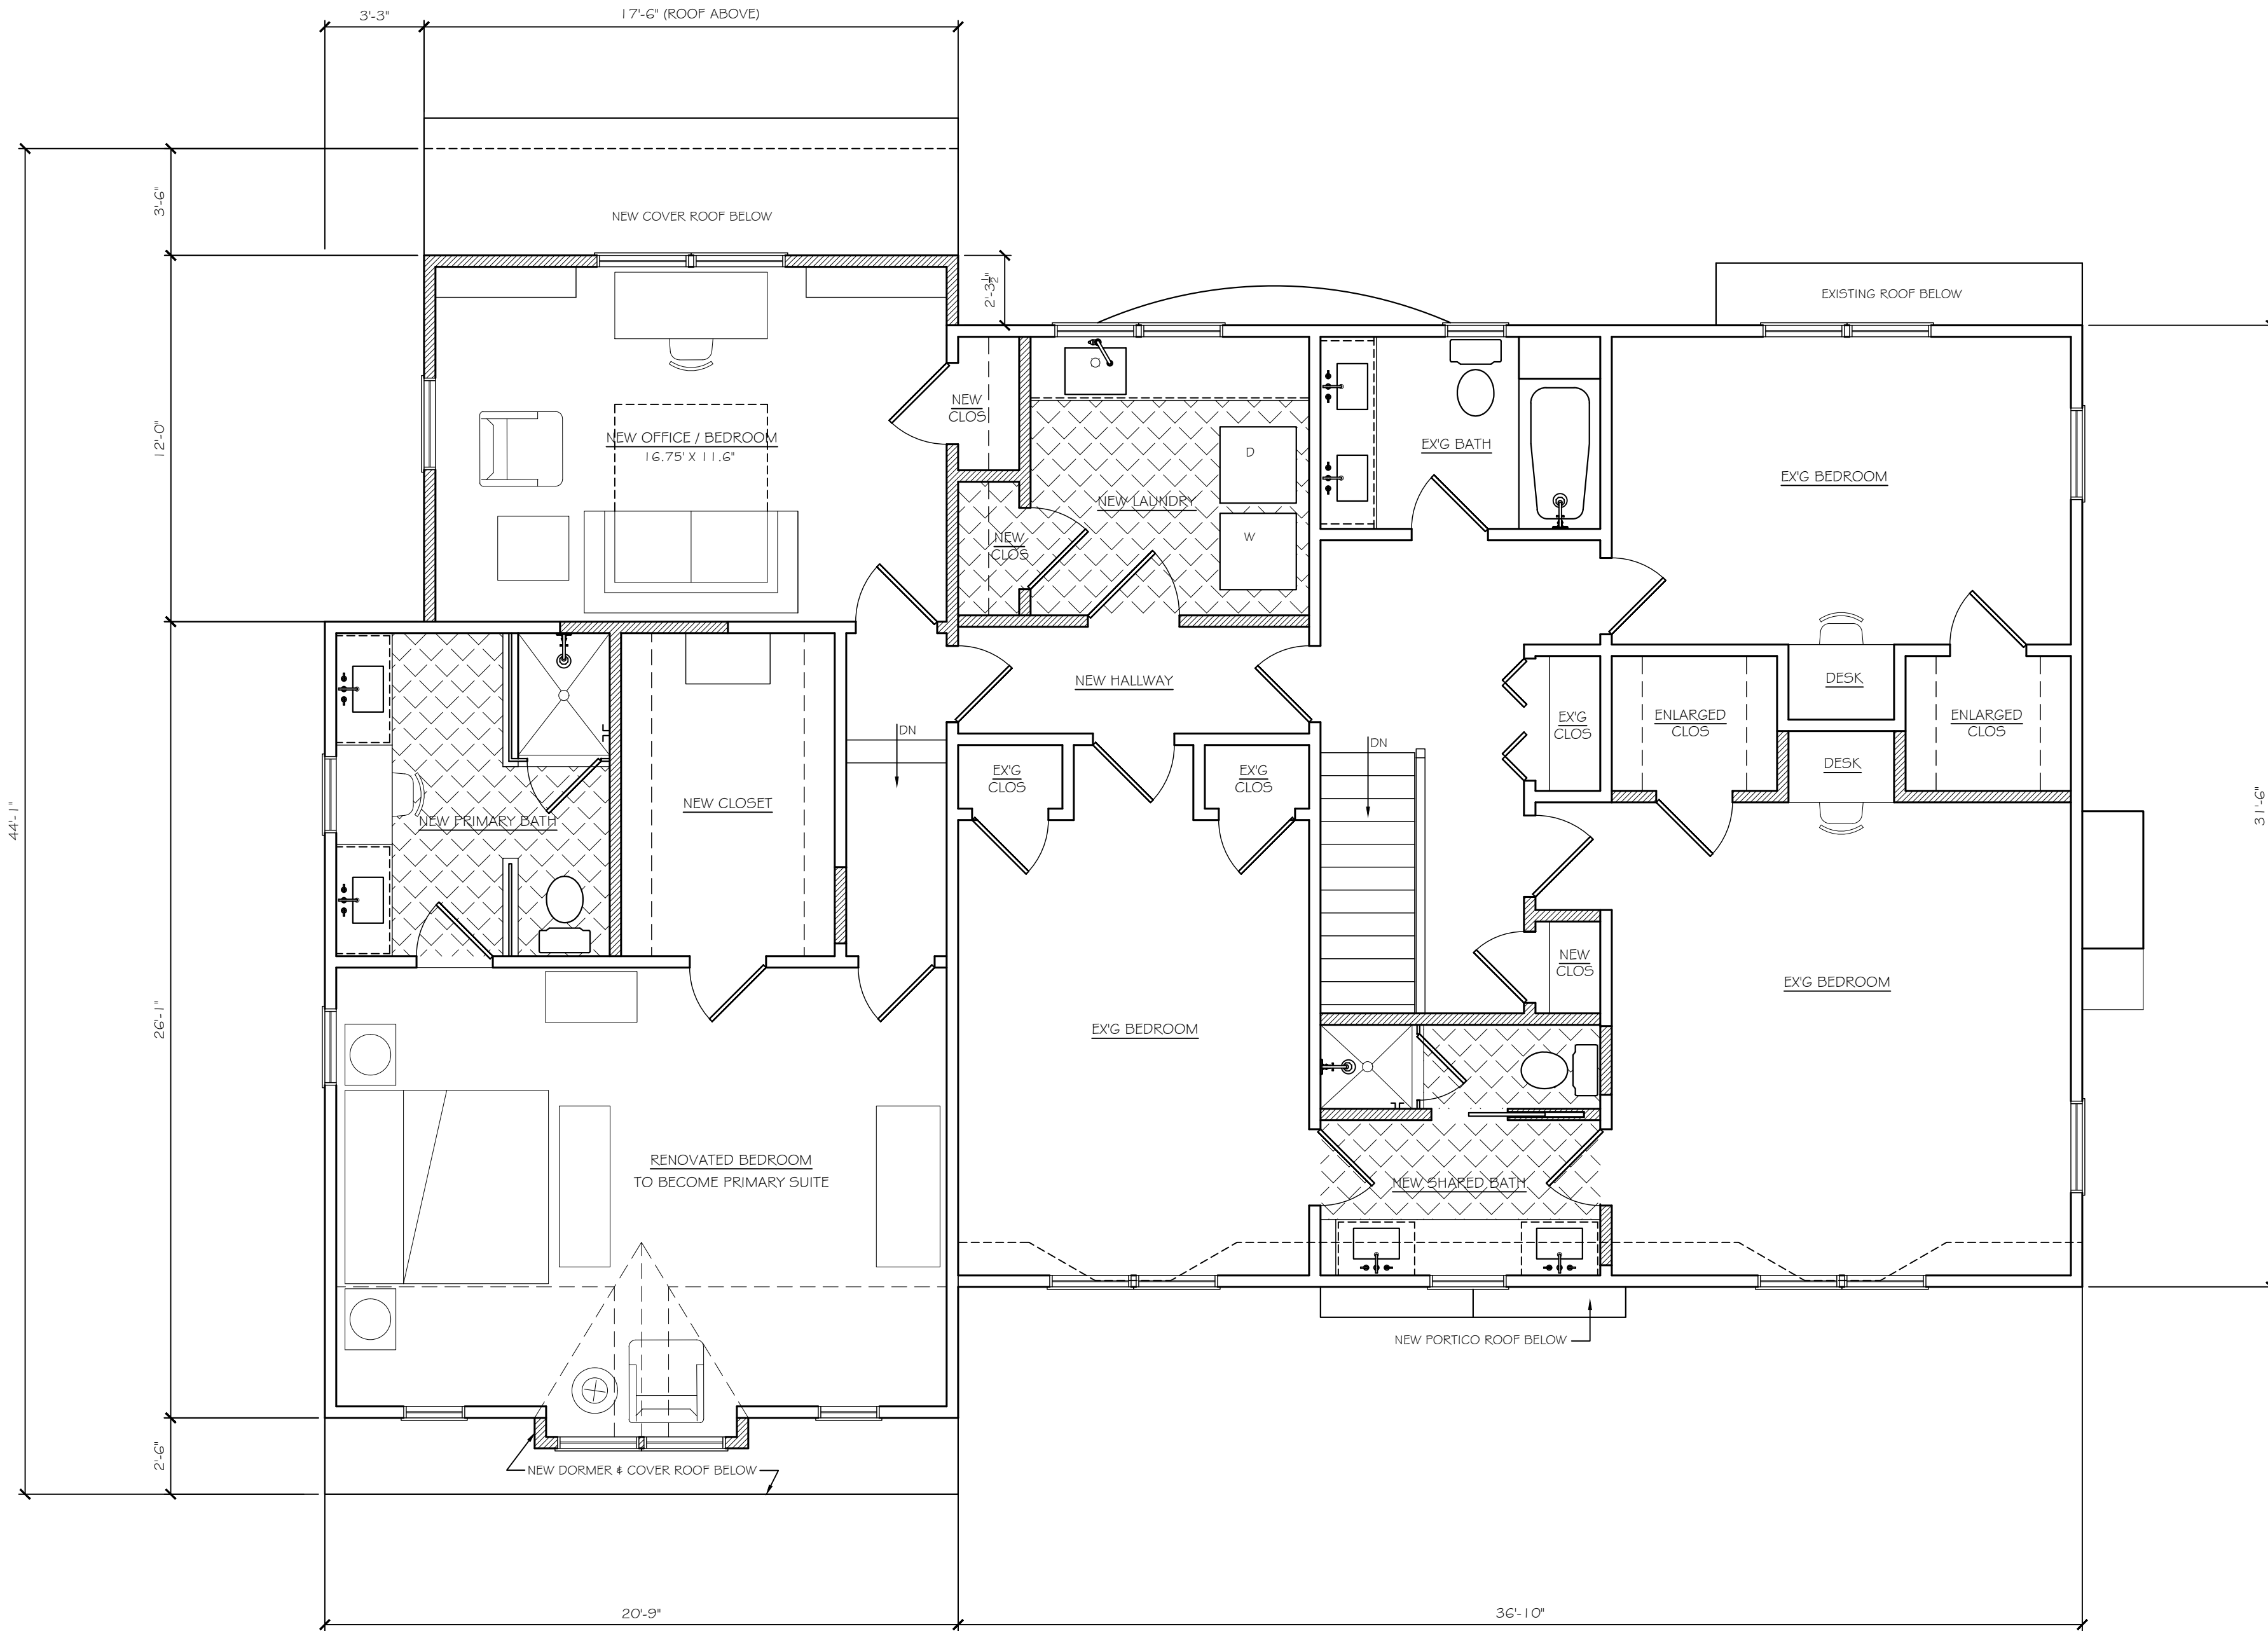 3'-3"
17'-6" (ROOF ABOVE)
3'-6"
NEW COVER ROOF BELOW
2'-3½"
EXISTING ROOF BELOW
12'-0"
NEW OFFICE / BEDROOM
16.75' X 11.6"
NEW
CLOS
NEW LAUNDRY
D
W
NEW
CLOS
EX'G BATH
EX'G BEDROOM
NEW HALLWAY
DN
DN
EX'G
CLOS
EX'G
CLOS
EX'G
CLOS
ENLARGED
CLOS
DESK
DESK
ENLARGED
CLOS
NEW CLOSET
NEW PRIMARY BATH
44'-1"
31'-6"
26'-1"
NEW
CLOS
EX'G BEDROOM
EX'G BEDROOM
RENOVATED BEDROOM
TO BECOME PRIMARY SUITE
NEW SHARED BATH
NEW PORTICO ROOF BELOW
2'-6"
NEW DORMER & COVER ROOF BELOW
20'-9"
36'-10"